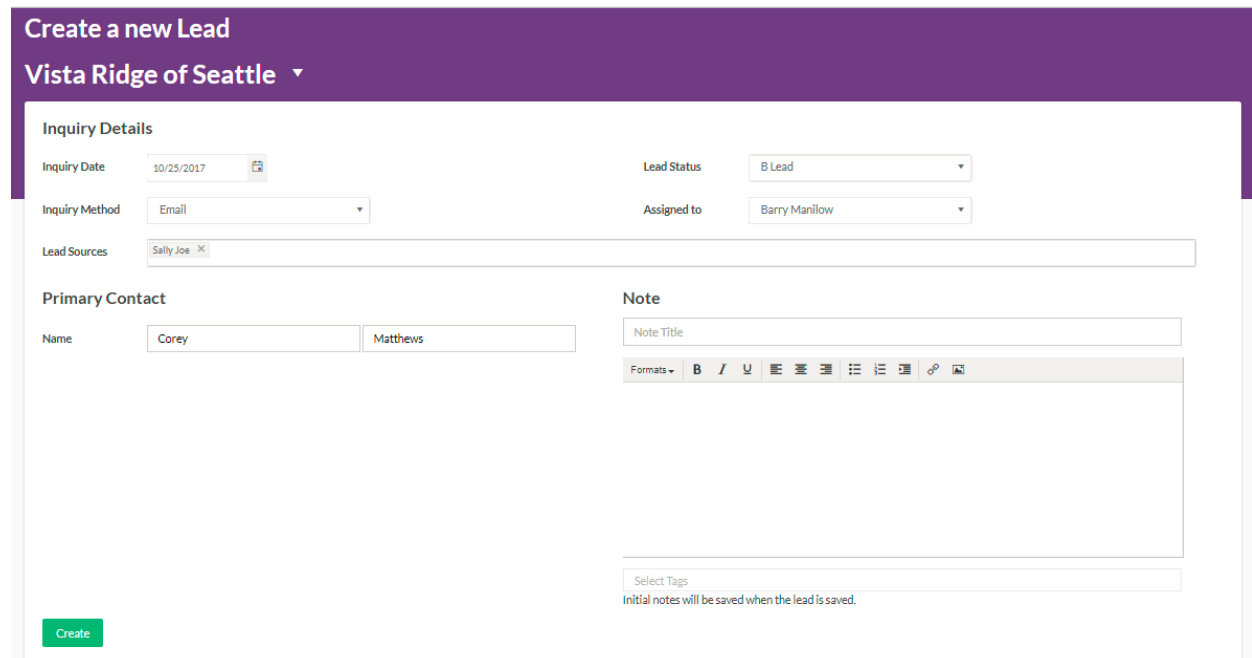 Create a new Lead
Vista Ridge of Seattle
Inquiry Details
Inquiry Date 10/25/2017 Lead Status B Lead
Inquiry Method Email Assigned to Barry Manilow
Lead Sources Sally Joe ×
Primary Contact Note
Name Corey Matthews Note Title
Formats B I U
Select Tags
Initial notes will be saved when the lead is saved.
Create